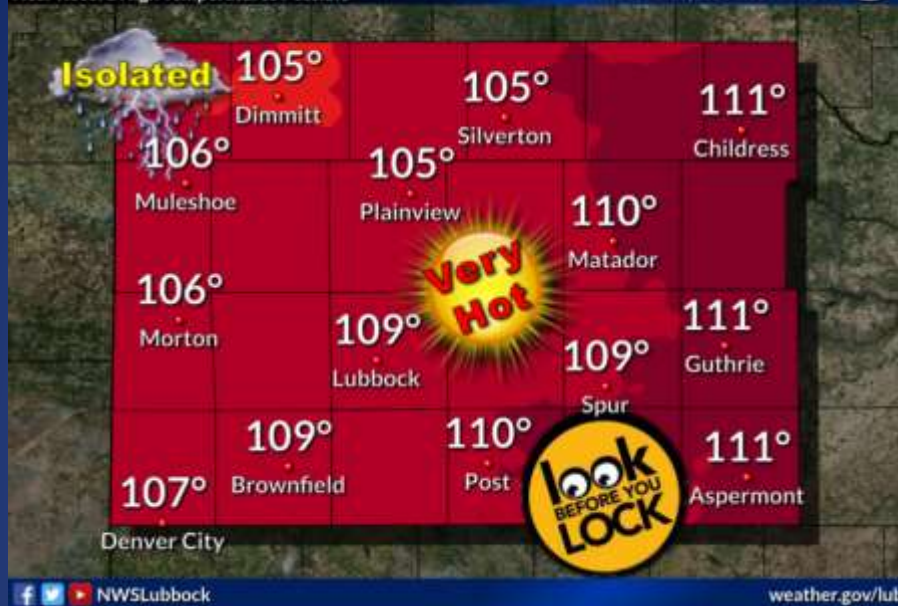 Isolated
105°
Dimmitt
105°
Silverton
111°
Childress
106°
Muleshoe
105°
Plainview
110°
Matador
Very
Hot
106°
Morton
109°
Lubbock
109°
Spur
111°
Guthrie
109°
Brownfield
110°
Post
look
BEFORE YOU
LOCK
111°
Aspermont
107°
Denver City
NWSLubbock
weather.gov/lub